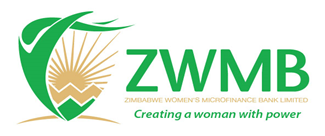 ZWMB
ZIMBABWE WOMEN'S MICROFINANCE BANK LIMITED
Creating a woman with power